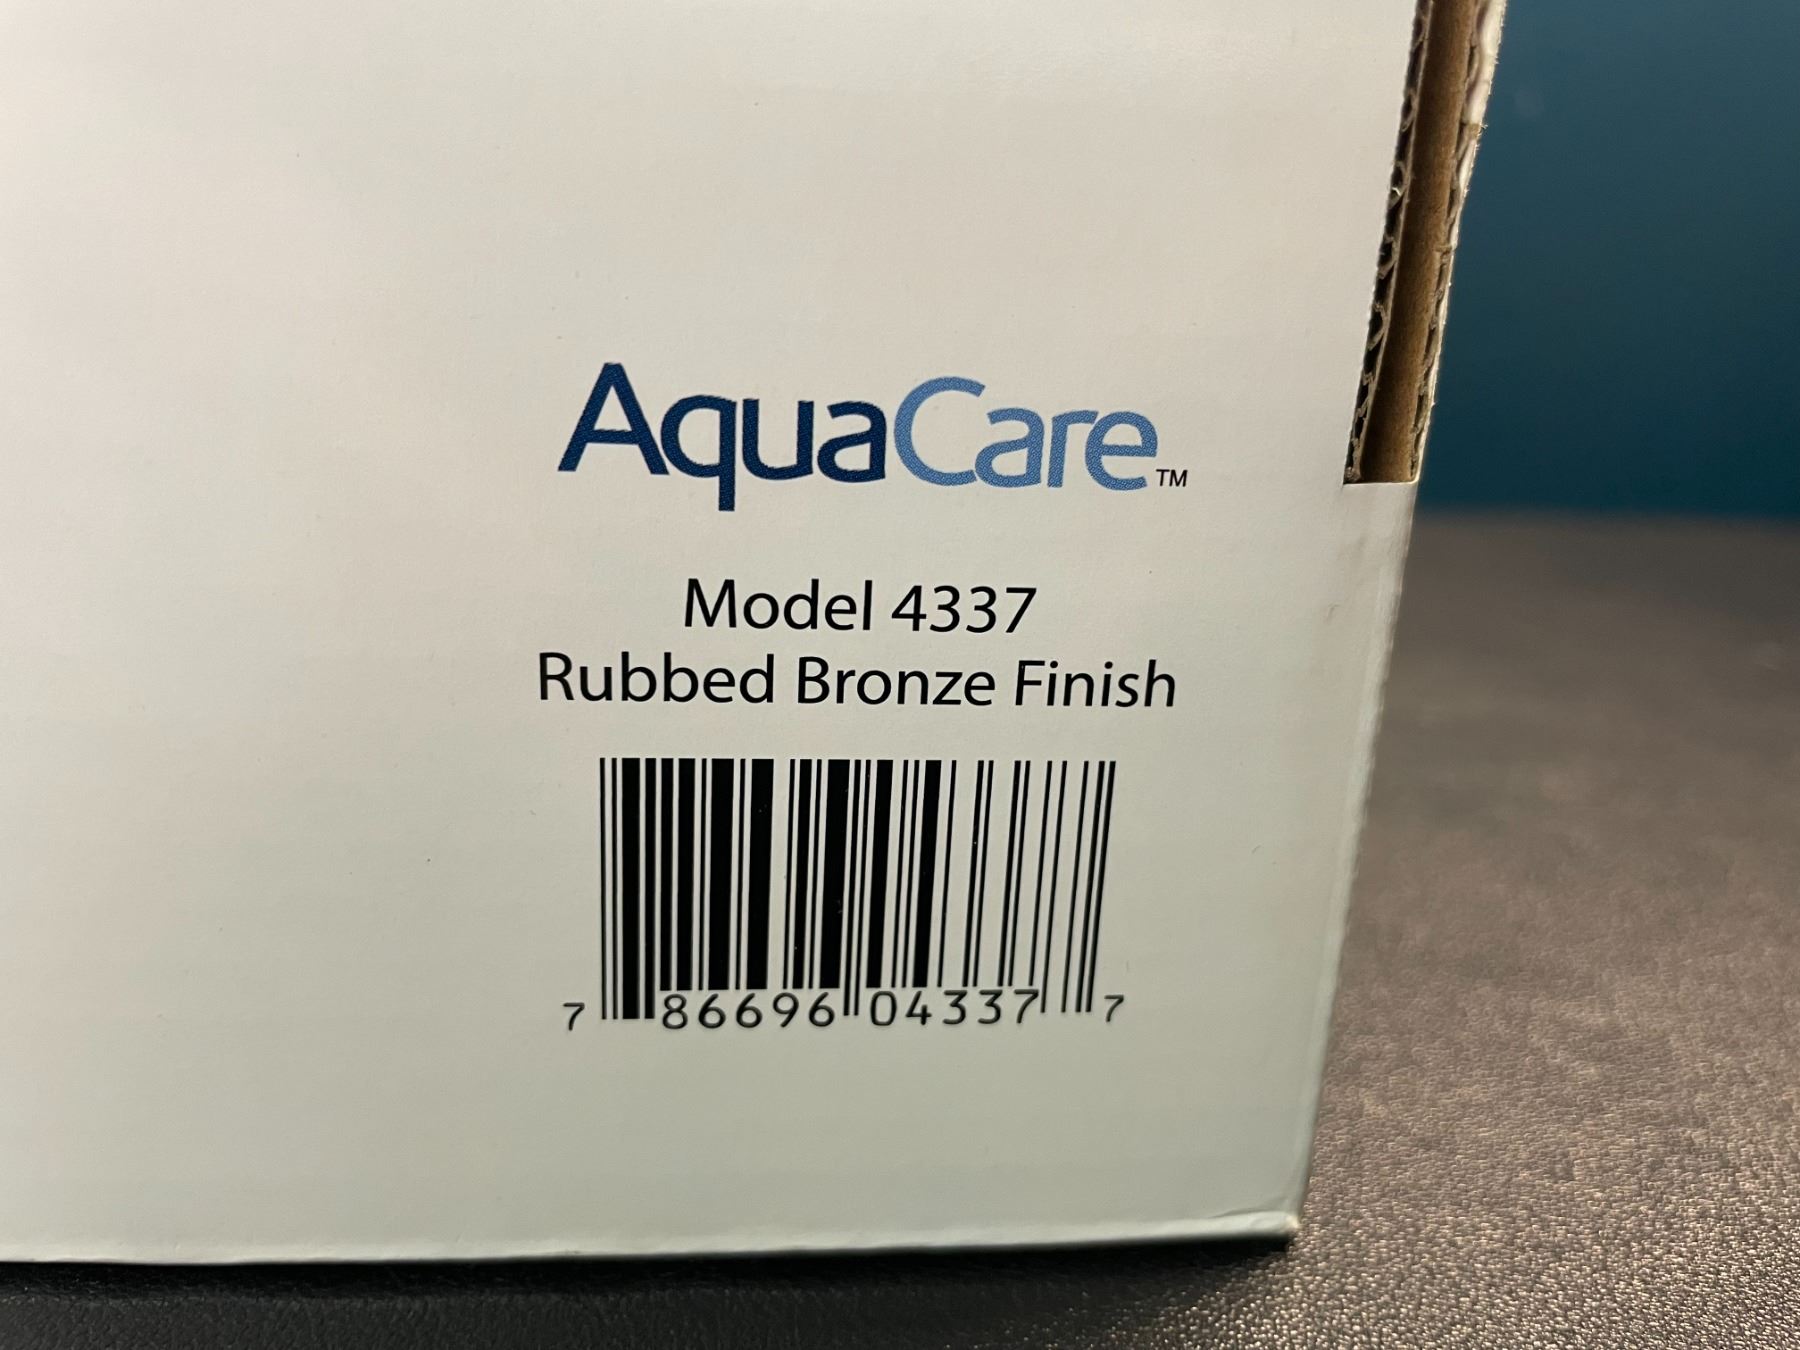 AquaCare™
Model 4337
Rubbed Bronze Finish
7 86696 04337 7